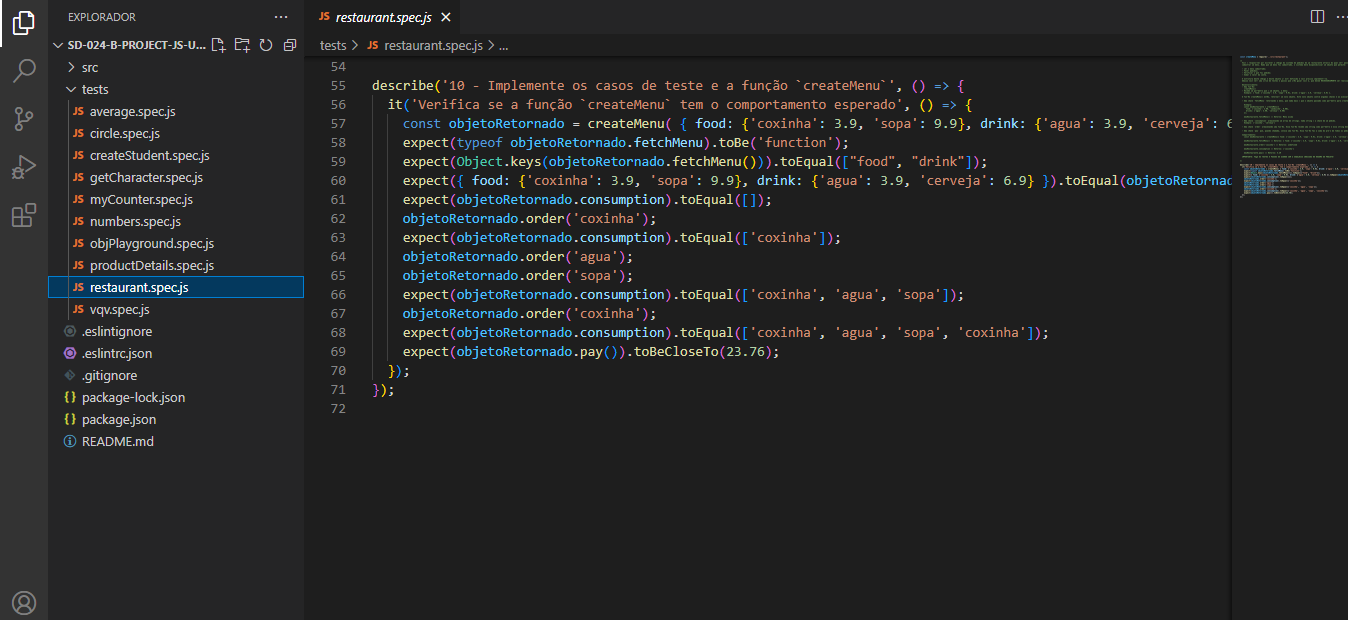 EXPLORADOR
SD-024-B-PROJECT-JS-U...
src
tests
JS average.spec.js
JS circle.spec.js
JS createStudent.spec.js
JS getCharacter.spec.js
JS myCounter.spec.js
JS numbers.spec.js
JS objPlayground.spec.js
JS productDetails.spec.js
JS restaurant.spec.js
JS vqv.spec.js
.eslintignore
.eslintrc.json
.gitignore
{} package-lock.json
{} package.json
README.md
JS restaurant.spec.js ×
tests > JS restaurant.spec.js > ...
54
55 describe('10 - Implemente os casos de teste e a função `createMenu`', () => {
56 it('Verifica se a função `createMenu` tem o comportamento esperado', () => {
57 const objetoRetornado = createMenu( { food: {'coxinha': 3.9, 'sopa': 9.9}, drink: {'agua': 3.9, 'cerveja': 6
58 expect(typeof objetoRetornado.fetchMenu).toBe('function');
59 expect(Object.keys(objetoRetornado.fetchMenu())).toEqual(["food", "drink"]);
60 expect({ food: {'coxinha': 3.9, 'sopa': 9.9}, drink: {'agua': 3.9, 'cerveja': 6.9} }).toEqual(objetoRetornad
61 expect(objetoRetornado.consumption).toEqual([]);
62 objetoRetornado.order('coxinha');
63 expect(objetoRetornado.consumption).toEqual(['coxinha']);
64 objetoRetornado.order('agua');
65 objetoRetornado.order('sopa');
66 expect(objetoRetornado.consumption).toEqual(['coxinha', 'agua', 'sopa']);
67 objetoRetornado.order('coxinha');
68 expect(objetoRetornado.consumption).toEqual(['coxinha', 'agua', 'sopa', 'coxinha']);
69 expect(objetoRetornado.pay()).toBeCloseTo(23.76);
70 });
71 });
72